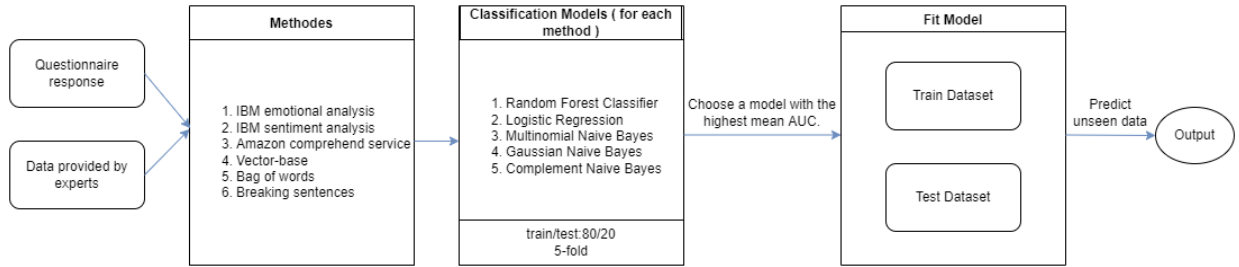 Questionnaire
response
Data provided by
experts
Methodes
1. IBM emotional analysis
2. IBM sentiment analysis
3. Amazon comprehend service
4. Vector-base
5. Bag of words
6. Breaking sentences
Classification Models ( for each
method )
1. Random Forest Classifier
2. Logistic Regression
3. Multinomial Naive Bayes
4. Gaussian Naive Bayes
5. Complement Naive Bayes
train/test:80/20
5-fold
Choose a model with the
highest mean AUC.
Fit Model
Train Dataset
Test Dataset
Predict
unseen data
Output